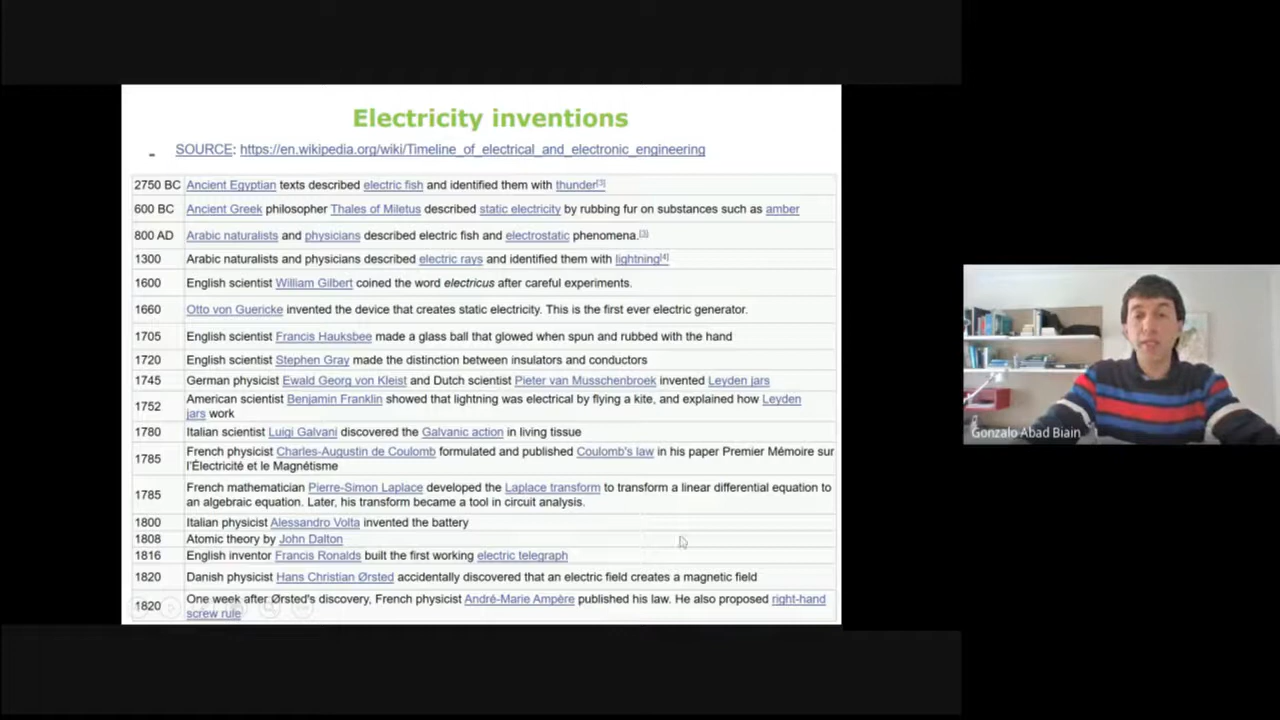 Electricity inventions
- SOURCE: https://en.wikipedia.org/wiki/Timeline_of_electrical_and_electronic_engineering
2750 BC Ancient Egyptian texts described electric fish and identified them with thunder[3]
600 BC Ancient Greek philosopher Thales of Miletus described static electricity by rubbing fur on substances such as amber
800 AD Arabic naturalists and physicians described electric fish and electrostatic phenomena.[3]
1300 Arabic naturalists and physicians described electric rays and identified them with lightning[4]
1600 English scientist William Gilbert coined the word electricus after careful experiments.
1660 Otto von Guericke invented the device that creates static electricity. This is the first ever electric generator.
1705 English scientist Francis Hauksbee made a glass ball that glowed when spun and rubbed with the hand
1720 English scientist Stephen Gray made the distinction between insulators and conductors
1745 German physicist Ewald Georg von Kleist and Dutch scientist Pieter van Musschenbroek invented Leyden jars
1752 American scientist Benjamin Franklin showed that lightning was electrical by flying a kite, and explained how Leyden
jars work
1780 Italian scientist Luigi Galvani discovered the Galvanic action in living tissue
1785 French physicist Charles-Augustin de Coulomb formulated and published Coulomb's law in his paper Premier Mémoire sur
l'Électricité et le Magnétisme
1785 French mathematician Pierre-Simon Laplace developed the Laplace transform to transform a linear differential equation to
an algebraic equation. Later, his transform became a tool in circuit analysis.
1800 Italian physicist Alessandro Volta invented the battery
1808 Atomic theory by John Dalton
1816 English inventor Francis Ronalds built the first working electric telegraph
1820 Danish physicist Hans Christian Ørsted accidentally discovered that an electric field creates a magnetic field
1820 One week after Ørsted's discovery, French physicist André-Marie Ampère published his law. He also proposed right-hand
screw rule
Gonzalo Abad Biain